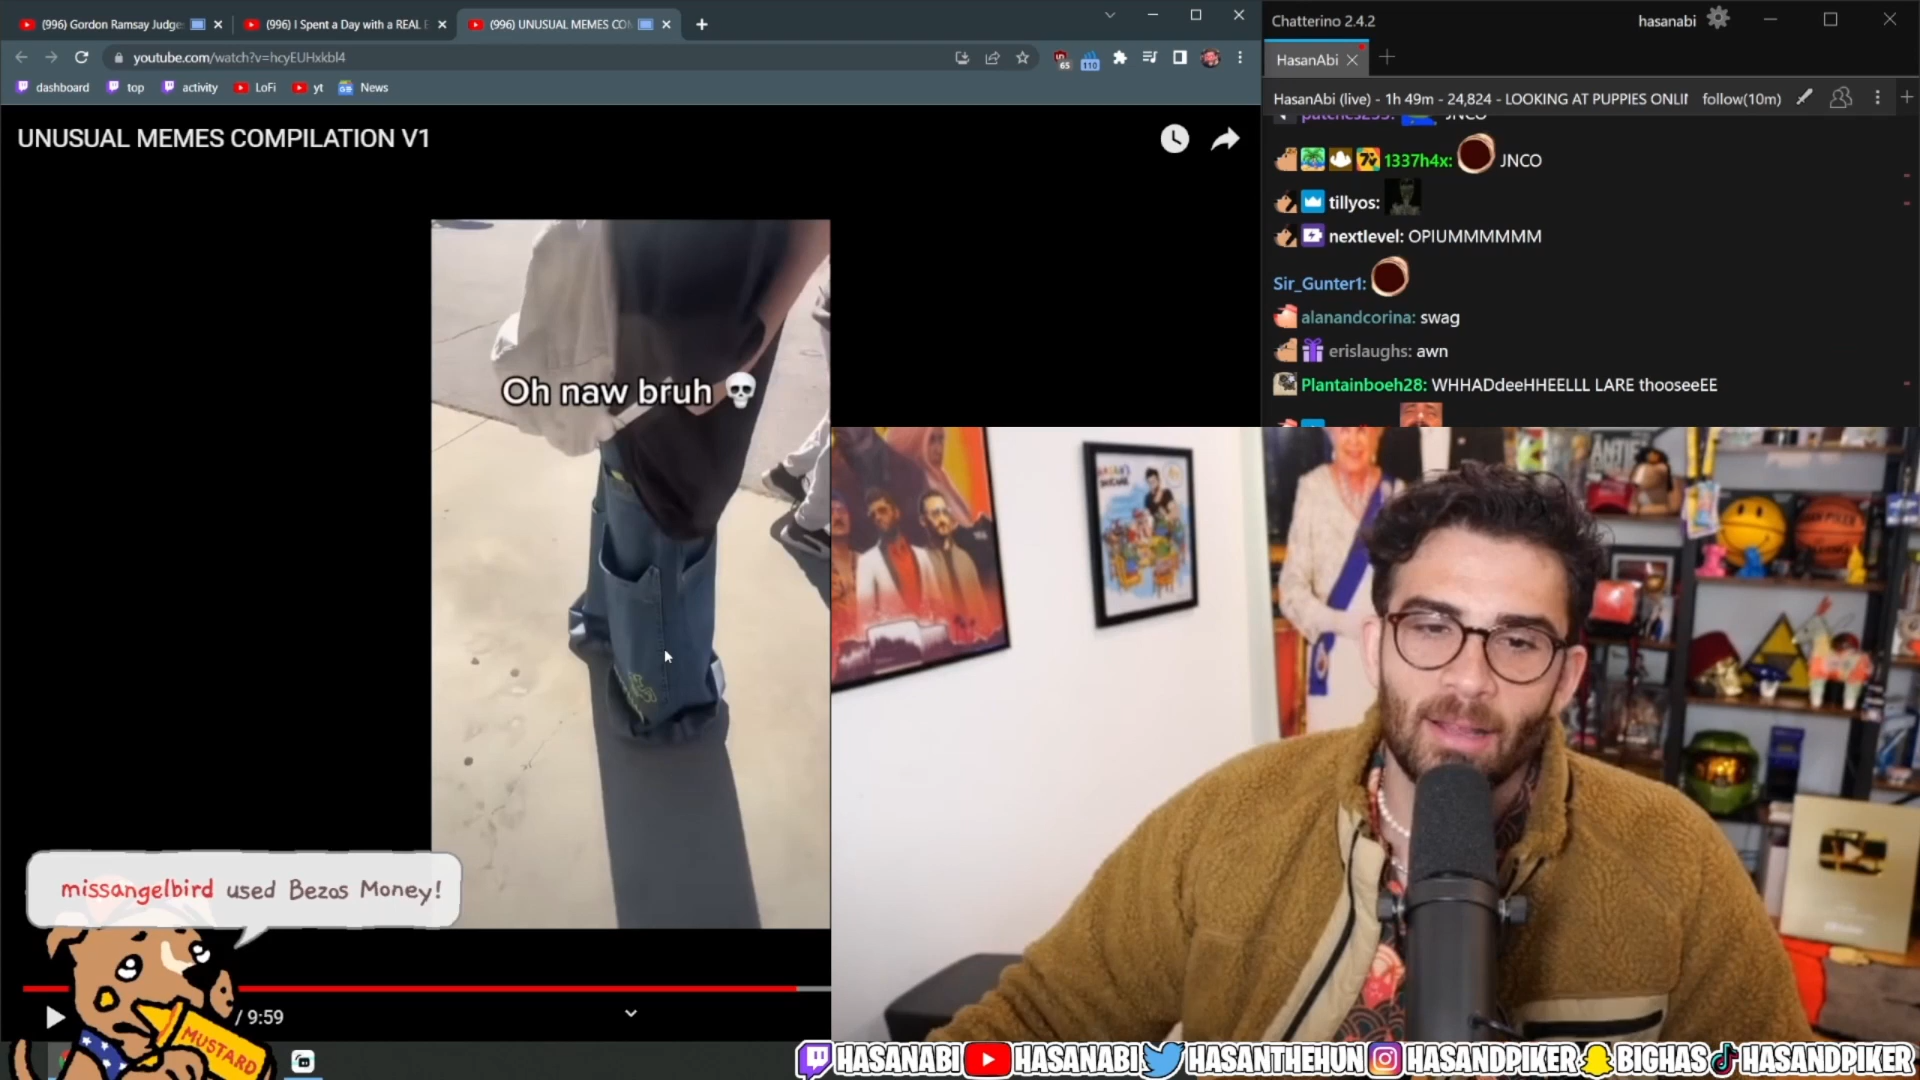 (996) Gordon Ramsay Judge
(996) I Spent a Day with a REAL E
(996) UNUSUAL MEMES CO
youtube.com/watch?v=hcyEUHxkbl4
65
110
dashboard
top
activity
LoFi
yt
News
UNUSUAL MEMES COMPILATION V1
Oh naw bruh 💀
missangelbird used Bezos Money!
MUSTARD
/ 9:59
Chatterino 2.4.2
hasanabi
HasanAbi
HasanAbi (live) - 1h 49m - 24,824 - LOOKING AT PUPPIES ONLI
follow(10m)
JNCO
1337h4x: JNCO
tillyos:
nextlevel: OPIUMMMMMM
Sir_Gunter1:
alanandcorina: swag
erislaughs: awn
Plantainboeh28: WHHADdeeHHEELLL LARE thooseeEE
HASANABI HASANABI HASANTHEHUN HASANDPIKER BIGHAS HASANDPIKER